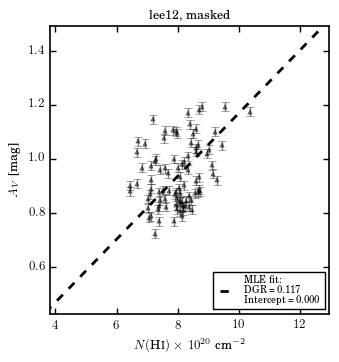 lee12, masked
1.4
1.2
1.0
0.8
0.6
A_V [mag]
MLE fit:
DGR = 0.117
Intercept = 0.000
4 6 8 10 12
N(HI) × 10^20 cm^−2